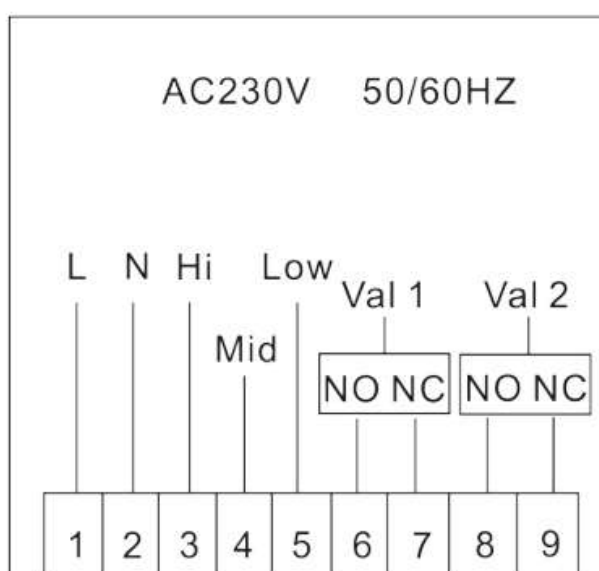 AC230V 50/60HZ
L N Hi Low
Val 1 Val 2
Mid
NO NC NO NC
1 2 3 4 5 6 7 8 9